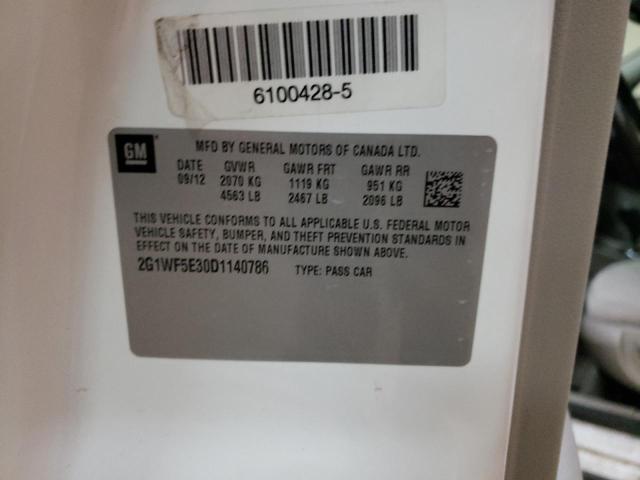 6100428-5
GM
MFD BY GENERAL MOTORS OF CANADA LTD.
DATE GVWR GAWR FRT GAWR RR
09/12 2070 KG 1119 KG 951 KG
4563 LB 2467 LB 2096 LB
THIS VEHICLE CONFORMS TO ALL APPLICABLE U.S. FEDERAL MOTOR
VEHICLE SAFETY, BUMPER, AND THEFT PREVENTION STANDARDS IN
EFFECT ON THE DATE OF MANUFACTURE SHOWN ABOVE.
2G1WF5E30D1140786 TYPE: PASS CAR